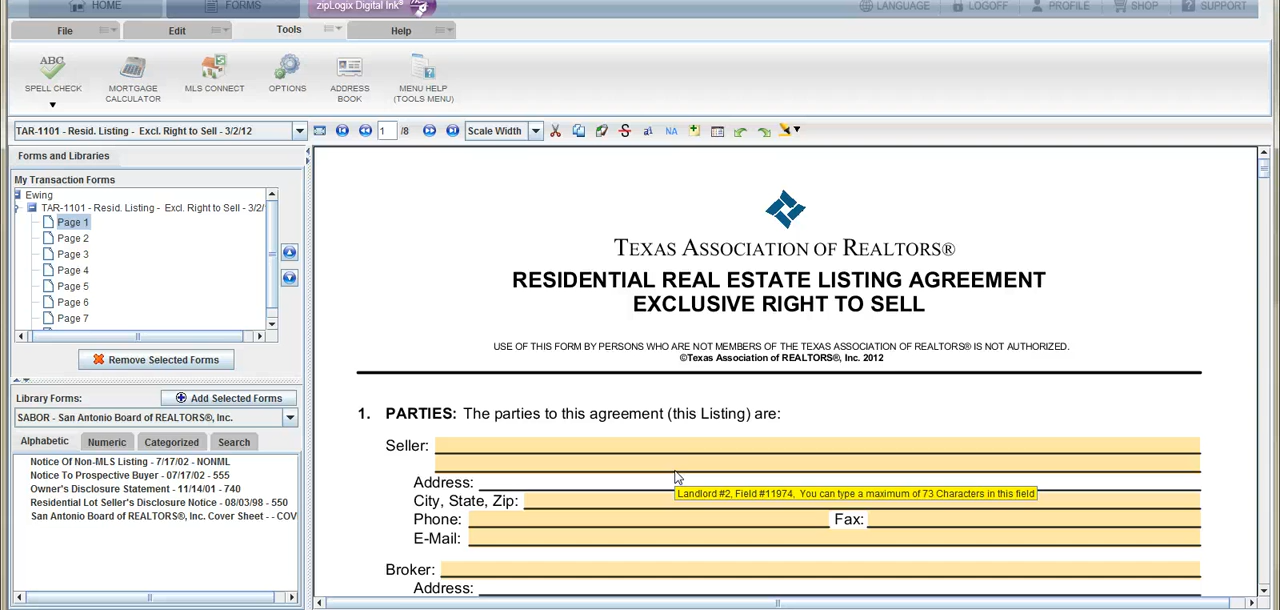 HOME FORMS zipLogix Digital Ink® LANGUAGE LOGOFF PROFILE SHOP SUPPORT
File Edit Tools Help
ABC
SPELL CHECK MORTGAGE CALCULATOR MLS CONNECT OPTIONS ADDRESS BOOK MENU HELP (TOOLS MENU)
TAR-1101 - Resid. Listing - Excl. Right to Sell - 3/2/12 1 /8 Scale Width NA
Forms and Libraries
My Transaction Forms
Ewing
TAR-1101 - Resid. Listing - Excl. Right to Sell - 3/2/
Page 1
Page 2
Page 3
Page 4
Page 5
Page 6
Page 7
Remove Selected Forms
Library Forms: Add Selected Forms
SABOR - San Antonio Board of REALTORS®, Inc.
Alphabetic Numeric Categorized Search
Notice Of Non-MLS Listing - 7/17/02 - NONML
Notice To Prospective Buyer - 07/17/02 - 555
Owner's Disclosure Statement - 11/14/01 - 740
Residential Lot Seller's Disclosure Notice - 08/03/98 - 550
San Antonio Board of REALTORS®, Inc. Cover Sheet - - COV
TEXAS ASSOCIATION OF REALTORS®
RESIDENTIAL REAL ESTATE LISTING AGREEMENT
EXCLUSIVE RIGHT TO SELL
USE OF THIS FORM BY PERSONS WHO ARE NOT MEMBERS OF THE TEXAS ASSOCIATION OF REALTORS® IS NOT AUTHORIZED.
©Texas Association of REALTORS®, Inc. 2012
1. PARTIES: The parties to this agreement (this Listing) are:
Seller:
Address:
Landlord #2, Field #11974, You can type a maximum of 73 Characters in this field
City, State, Zip:
Phone: Fax:
E-Mail:
Broker:
Address: